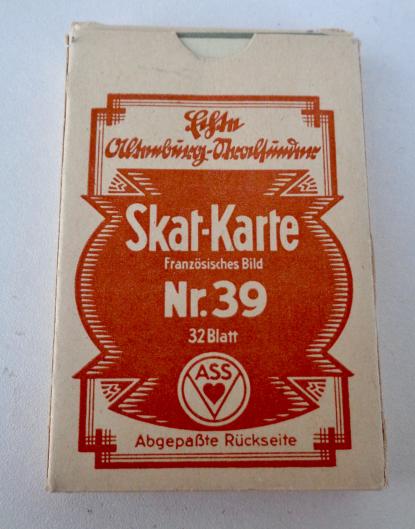 Echte
Altenburg-Stralsunder
Skat-Karte
Französisches Bild
Nr. 39
32 Blatt
ASS
Abgepaßte Rückseite